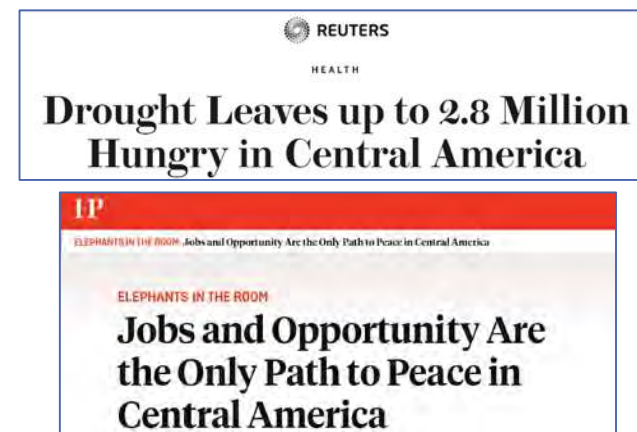 REUTERS
HEALTH
Drought Leaves up to 2.8 Million
Hungry in Central America
FP
ELEPHANTS IN THE ROOM Jobs and Opportunity Are the Only Path to Peace in Central America
ELEPHANTS IN THE ROOM
Jobs and Opportunity Are
the Only Path to Peace in
Central America